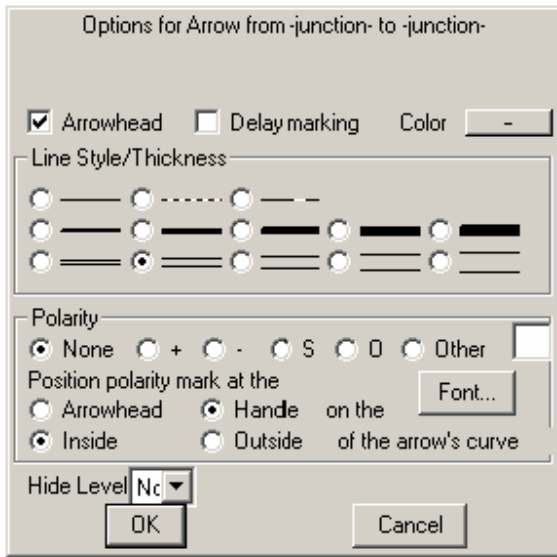 Options for Arrow from -junction- to -junction-
Arrowhead Delay marking Color -
Line Style/Thickness
Polarity
None + - S O Other
Position polarity mark at the
Font...
Arrowhead Handle on the
Inside Outside of the arrow's curve
Hide Level
OK Cancel